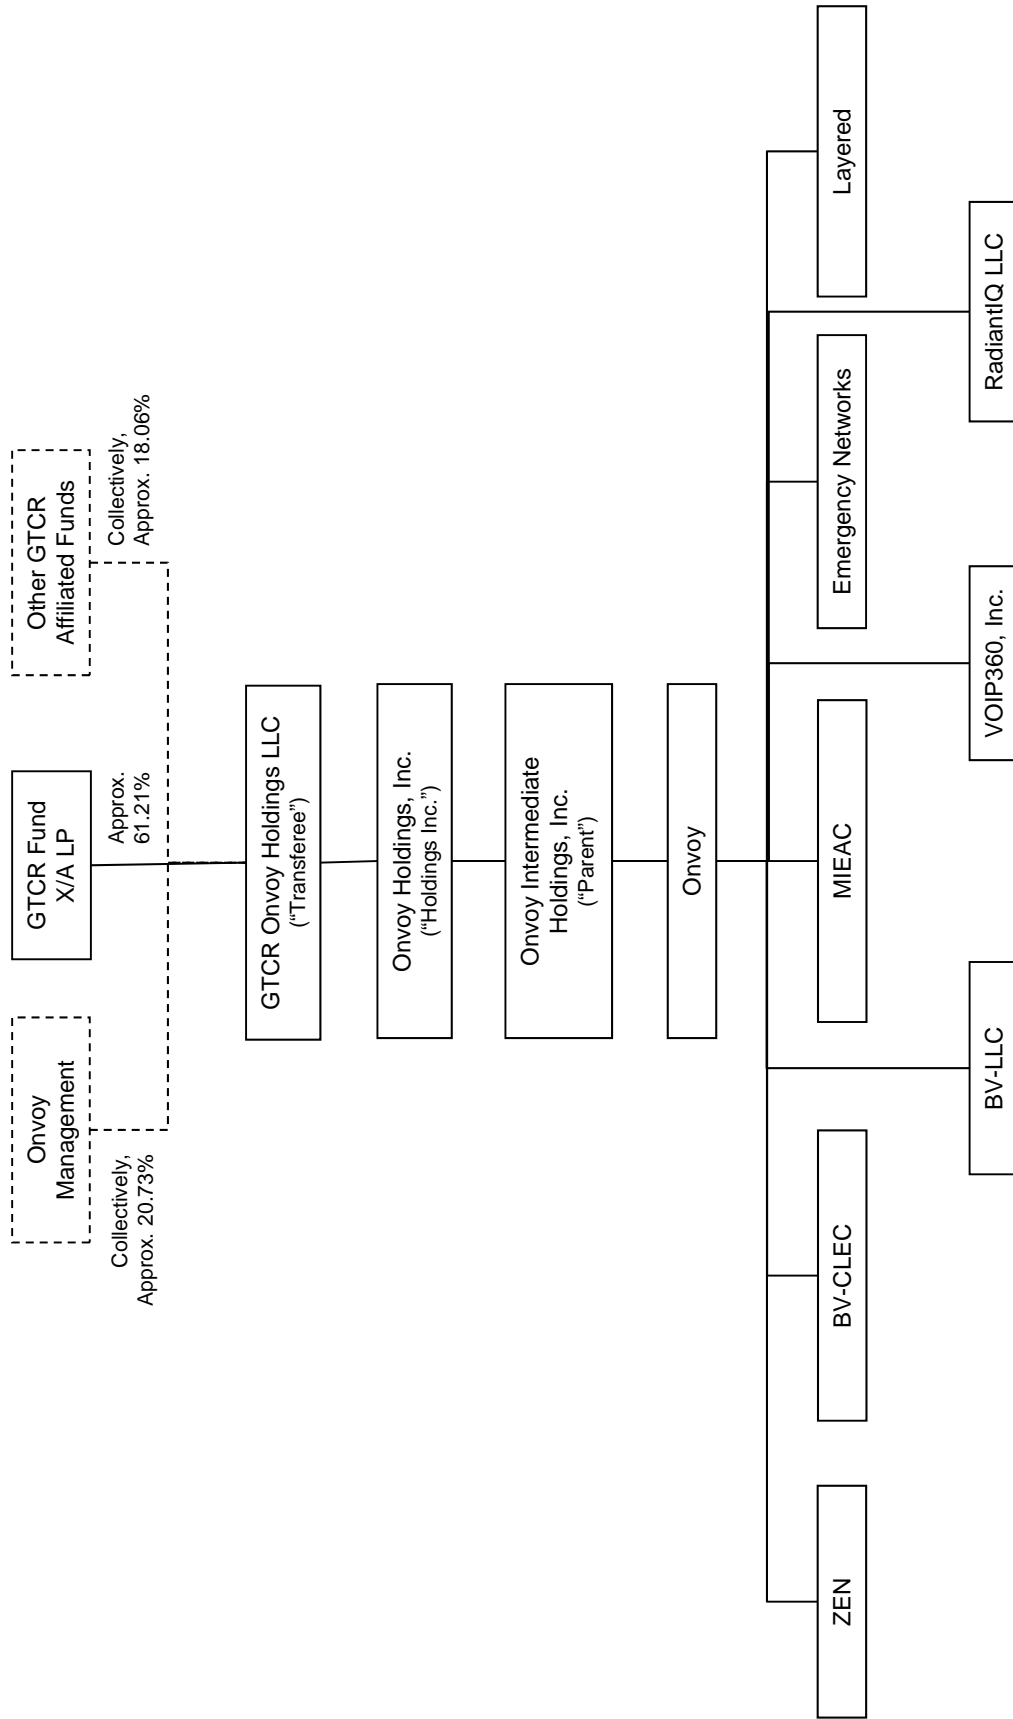 Onvoy
Management
GTCR Fund
X/A LP
Other GTCR
Affiliated Funds
Collectively,
Approx. 20.73%
Approx.
61.21%
Collectively,
Approx. 18.06%
GTCR Onvoy Holdings LLC
(“Transferee”)
Onvoy Holdings, Inc.
(“Holdings Inc.”)
Onvoy Intermediate
Holdings, Inc.
(“Parent”)
Onvoy
ZEN
BV-CLEC
MIEAC
Emergency Networks
Layered
BV-LLC
VOIP360, Inc.
RadiantIQ LLC